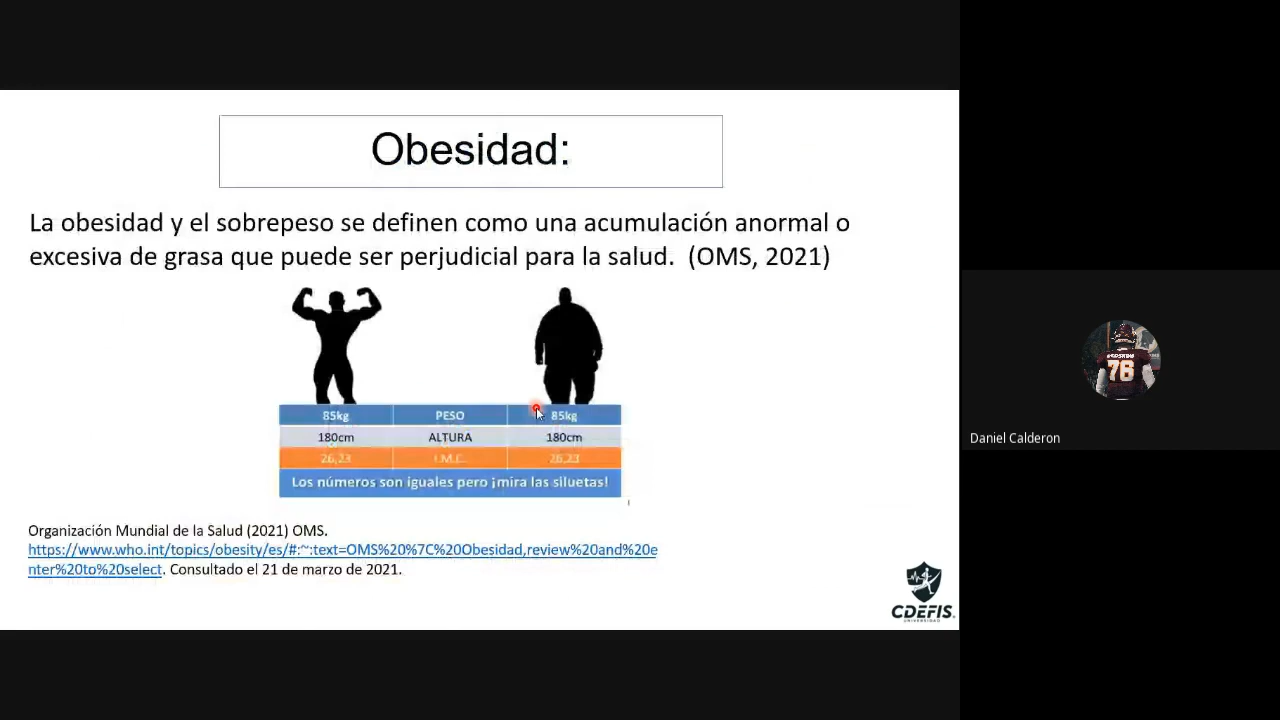 Obesidad:
La obesidad y el sobrepeso se definen como una acumulación anormal o
excesiva de grasa que puede ser perjudicial para la salud. (OMS, 2021)
85kg PESO 85kg
180cm ALTURA 180cm
26,23 I.M.C. 26,23
Los números son iguales pero ¡mira las siluetas!
Organización Mundial de la Salud (2021) OMS.
https://www.who.int/topics/obesity/es/#:~:text=OMS%20%7C%20Obesidad,review%20and%20e
nter%20to%20select. Consultado el 21 de marzo de 2021.
CDEFIS
UNIVERSIDAD
76
Daniel Calderon